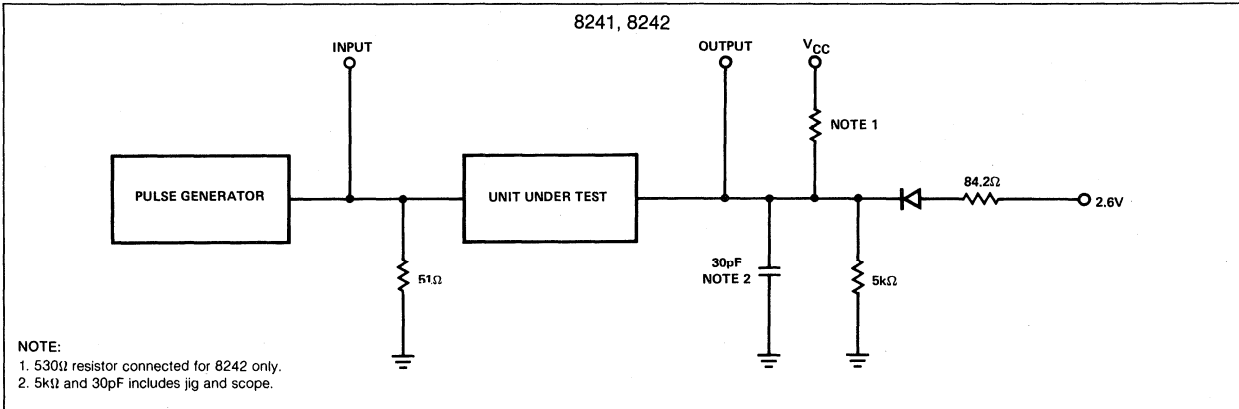 8241, 8242
INPUT
OUTPUT
VCC
NOTE 1
PULSE GENERATOR
UNIT UNDER TEST
84.2Ω
2.6V
51Ω
30pF
NOTE 2
5kΩ
NOTE:
1. 530Ω resistor connected for 8242 only.
2. 5kΩ and 30pF includes jig and scope.